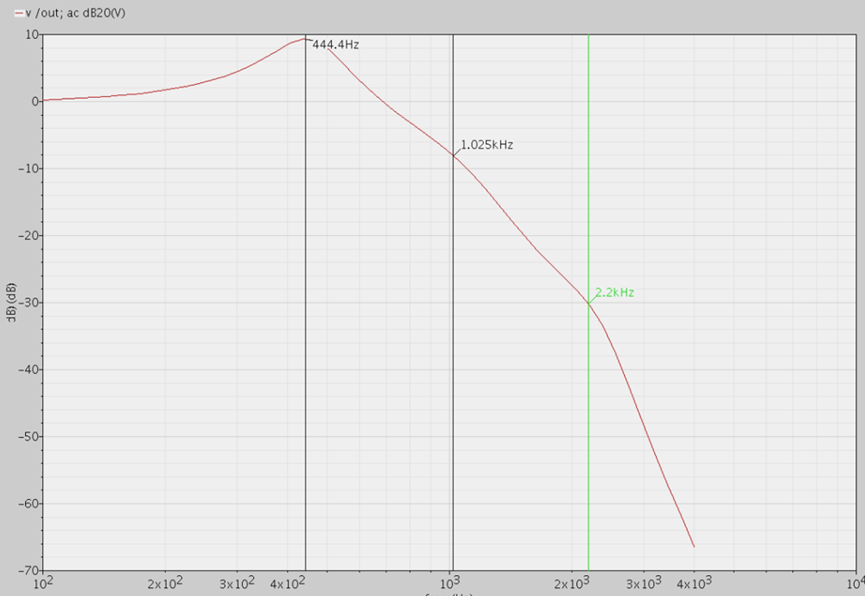 v /out; ac dB20(V)
10
0
−10
−20
−30
−40
−50
−60
−70
dB) (dB)
444.4Hz
1.025kHz
2.2kHz
10²
2x10²
3x10²
4x10²
10³
2x10³
3x10³
4x10³
10⁴